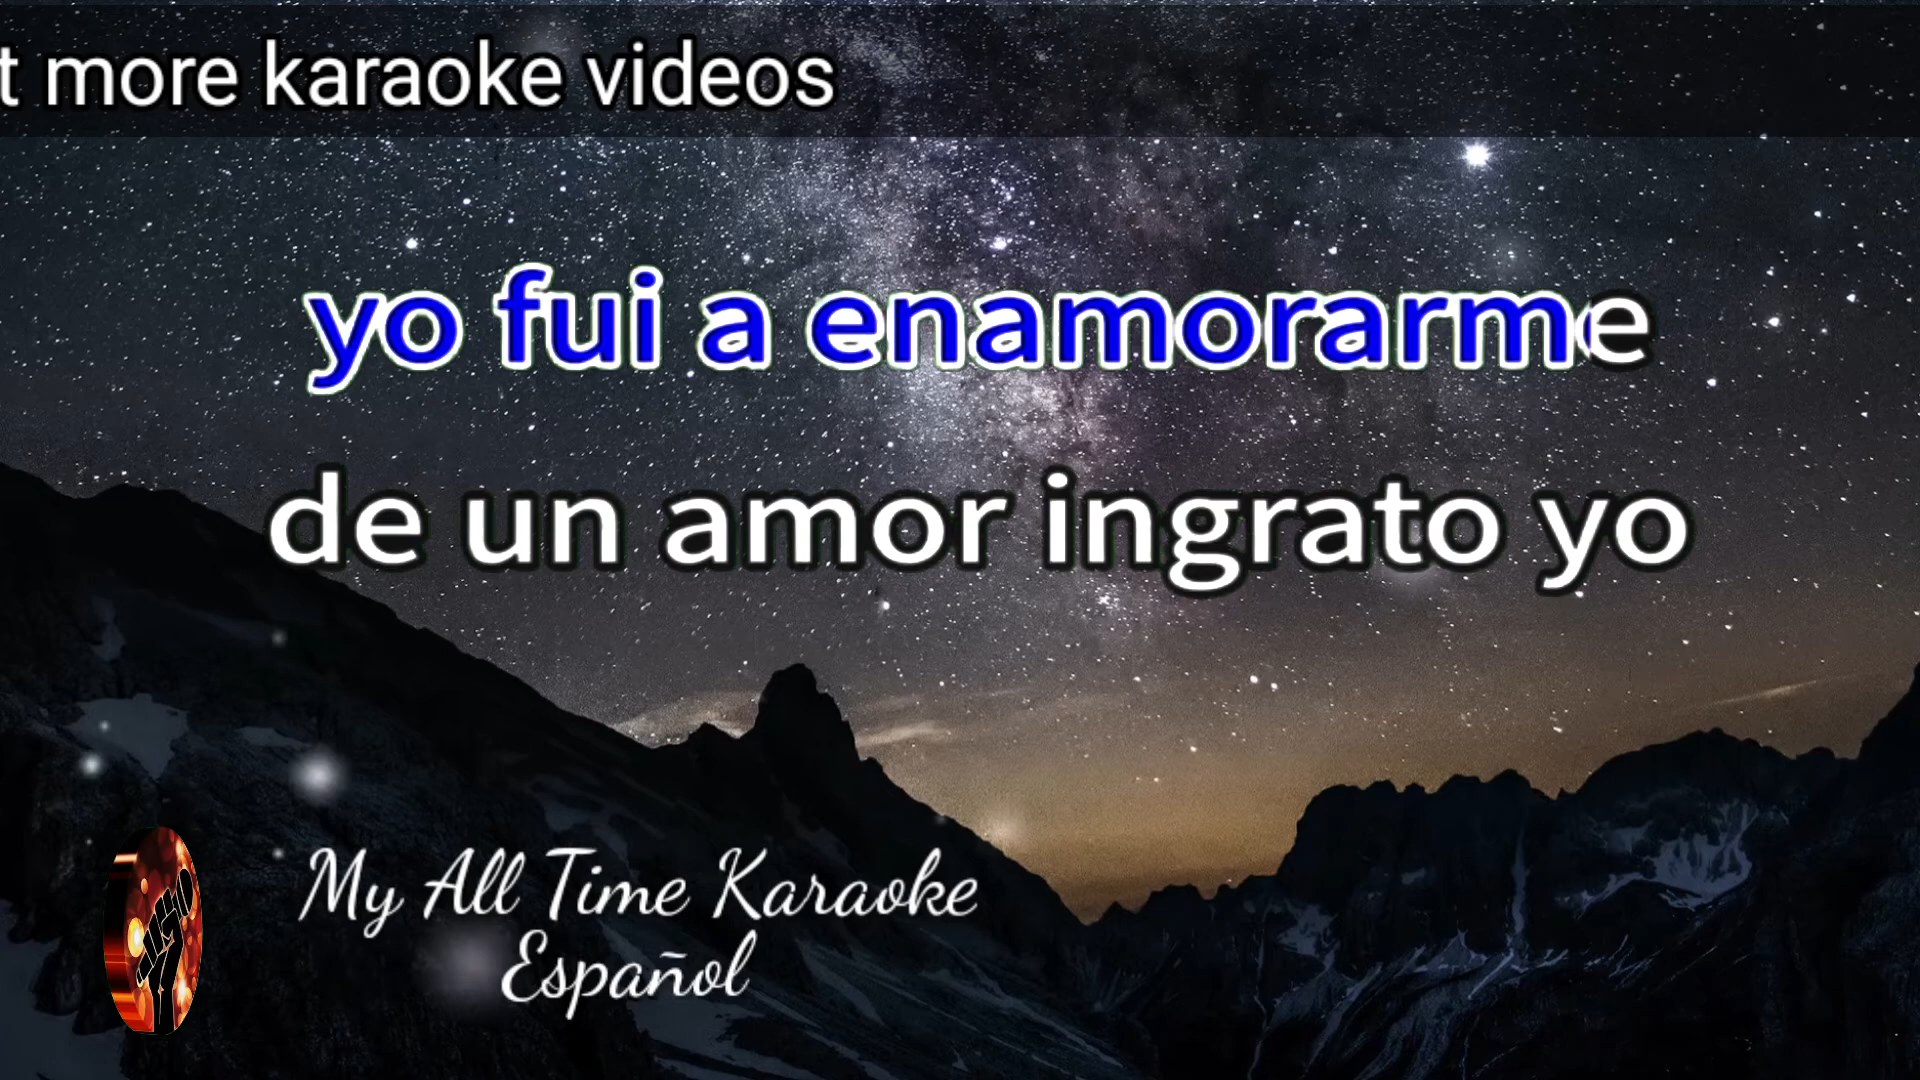 t more karaoke videos
yo fui a enamorarme
de un amor ingrato yo
My All Time Karaoke
Español